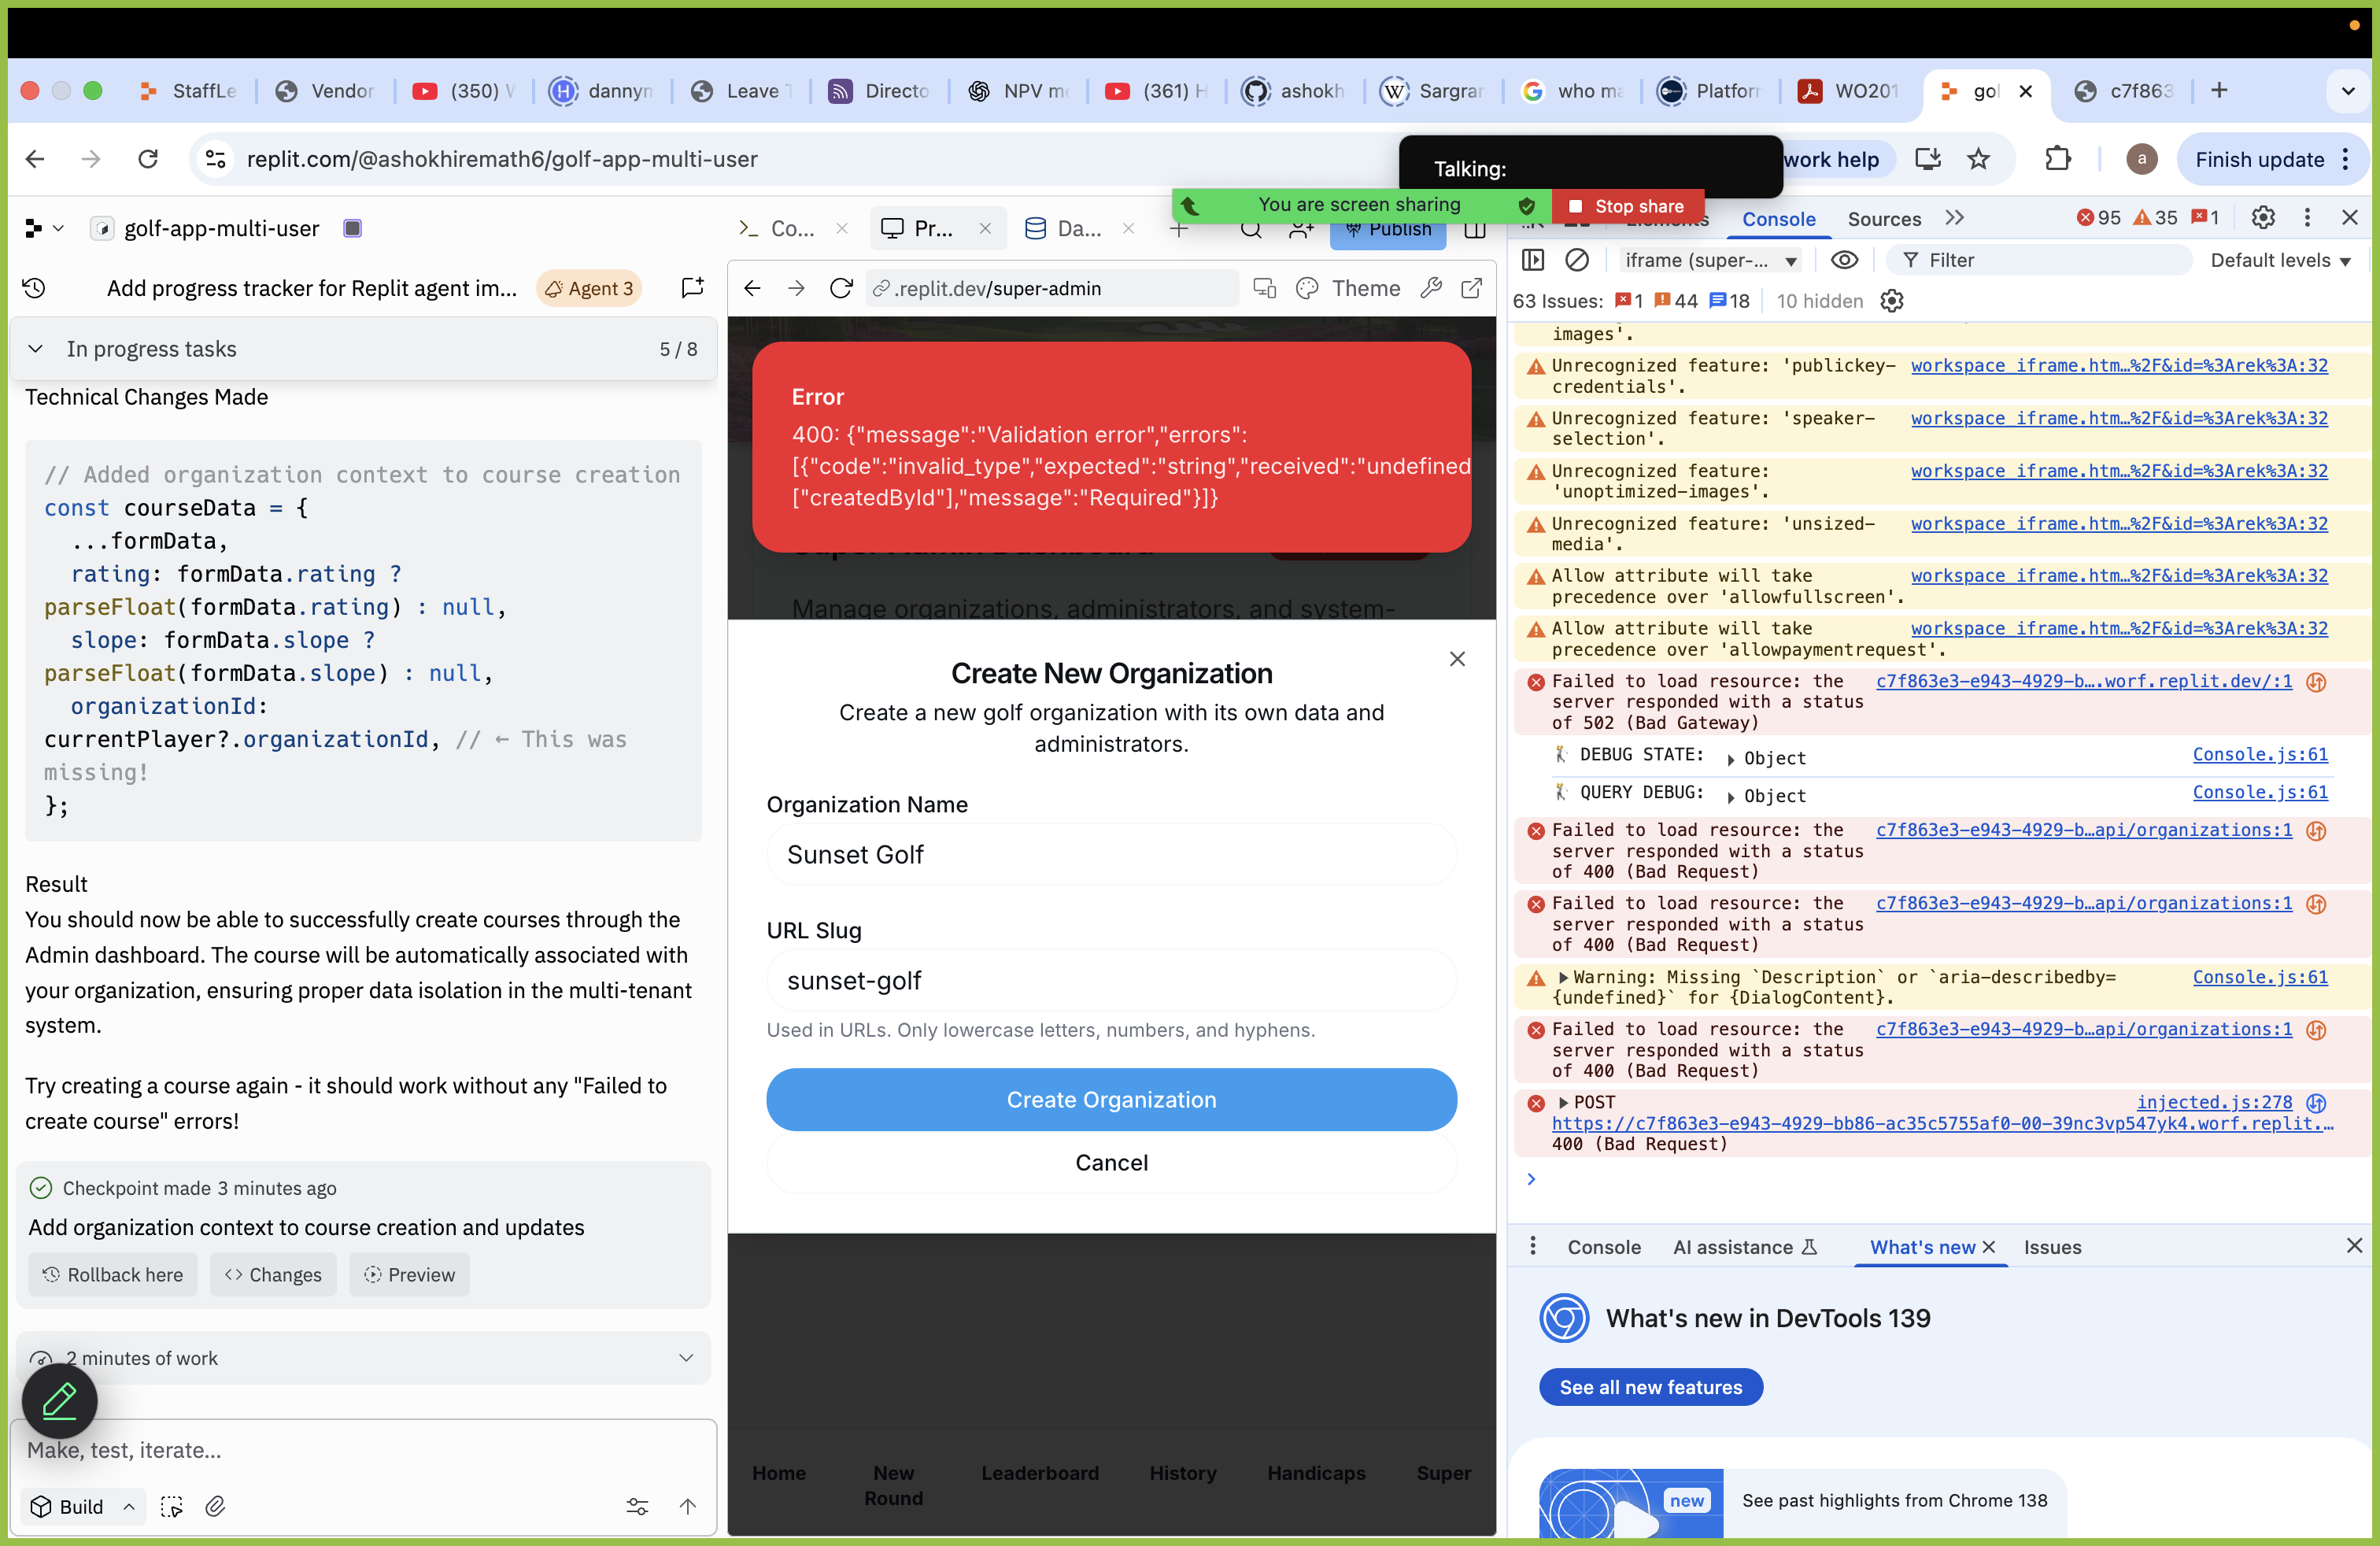 StaffLe
Vendor
(350) W
dannym
Leave T
Directo
NPV me
(361) H
ashokh
Sargrar
who ma
Platforr
WO201
gol
c7f863
replit.com/@ashokhiremath6/golf-app-multi-user
Talking:
work help
a
Finish update
You are screen sharing
Stop share
golf-app-multi-user
Co...
Pr...
Da...
Publish
Elements
Console
Sources
95
35
1
Add progress tracker for Replit agent im...
Agent 3
.replit.dev/super-admin
Theme
iframe (super-...
Filter
Default levels
63 Issues:
1
44
18
10 hidden
In progress tasks
5 / 8
Technical Changes Made
// Added organization context to course creation
const courseData = {
...formData,
rating: formData.rating ?
parseFloat(formData.rating) : null,
slope: formData.slope ?
parseFloat(formData.slope) : null,
organizationId:
currentPlayer?.organizationId, // ← This was
missing!
};
Result
You should now be able to successfully create courses through the
Admin dashboard. The course will be automatically associated with
your organization, ensuring proper data isolation in the multi-tenant
system.
Try creating a course again - it should work without any "Failed to
create course" errors!
Checkpoint made 3 minutes ago
Add organization context to course creation and updates
Rollback here
Changes
Preview
2 minutes of work
Make, test, iterate...
Build
Error
400: {"message":"Validation error","errors":
[{"code":"invalid_type","expected":"string","received":"undefined
["createdById"],"message":"Required"}]}
Super Admin Dashboard
Manage organizations, administrators, and system-
Create New Organization
Create a new golf organization with its own data and
administrators.
Organization Name
Sunset Golf
URL Slug
sunset-golf
Used in URLs. Only lowercase letters, numbers, and hyphens.
Create Organization
Cancel
Home
New
Round
Leaderboard
History
Handicaps
Super
images'.
Unrecognized feature: 'publickey-
credentials'.
workspace_iframe.htm…%2F&id=%3Arek%3A:32
Unrecognized feature: 'speaker-
selection'.
workspace_iframe.htm…%2F&id=%3Arek%3A:32
Unrecognized feature:
'unoptimized-images'.
workspace_iframe.htm…%2F&id=%3Arek%3A:32
Unrecognized feature: 'unsized-
media'.
workspace_iframe.htm…%2F&id=%3Arek%3A:32
Allow attribute will take
precedence over 'allowfullscreen'.
workspace_iframe.htm…%2F&id=%3Arek%3A:32
Allow attribute will take
precedence over 'allowpaymentrequest'.
workspace_iframe.htm…%2F&id=%3Arek%3A:32
Failed to load resource: the
server responded with a status
of 502 (Bad Gateway)
c7f863e3-e943-4929-b….worf.replit.dev/:1
DEBUG STATE:
Object
Console.js:61
QUERY DEBUG:
Object
Console.js:61
Failed to load resource: the
server responded with a status
of 400 (Bad Request)
c7f863e3-e943-4929-b…api/organizations:1
Failed to load resource: the
server responded with a status
of 400 (Bad Request)
c7f863e3-e943-4929-b…api/organizations:1
Warning: Missing `Description` or `aria-describedby=
{undefined}` for {DialogContent}.
Console.js:61
Failed to load resource: the
server responded with a status
of 400 (Bad Request)
c7f863e3-e943-4929-b…api/organizations:1
POST
injected.js:278
https://c7f863e3-e943-4929-bb86-ac35c5755af0-00-39nc3vp547yk4.worf.replit.…
400 (Bad Request)
Console
AI assistance
What's new
Issues
What's new in DevTools 139
See all new features
new
See past highlights from Chrome 138